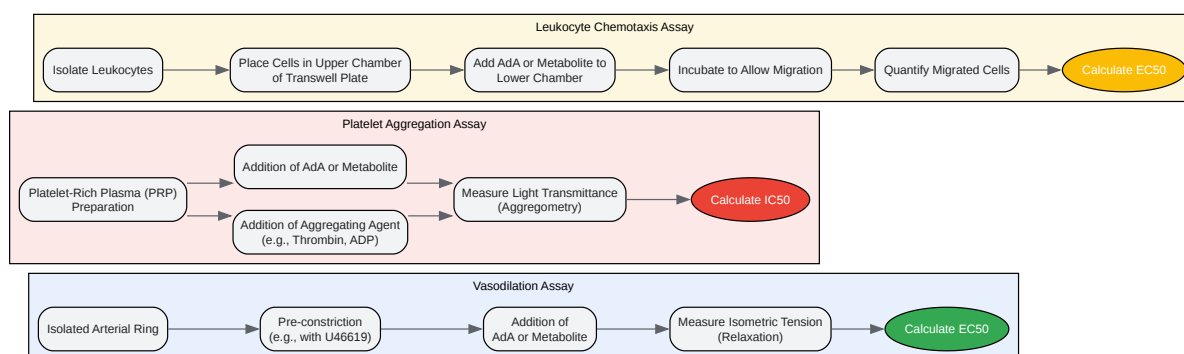 Leukocyte Chemotaxis Assay
Isolate Leukocytes
Place Cells in Upper Chamber
of Transwell Plate
Add AdA or Metabolite to
Lower Chamber
Incubate to Allow Migration
Quantify Migrated Cells
Calculate EC50
Platelet Aggregation Assay
Platelet-Rich Plasma (PRP)
Preparation
Addition of AdA or Metabolite
Addition of Aggregating Agent
(e.g., Thrombin, ADP)
Measure Light Transmittance
(Aggregometry)
Calculate IC50
Vasodilation Assay
Isolated Arterial Ring
Pre-constriction
(e.g., with U46619)
Addition of
AdA or Metabolite
Measure Isometric Tension
(Relaxation)
Calculate EC50